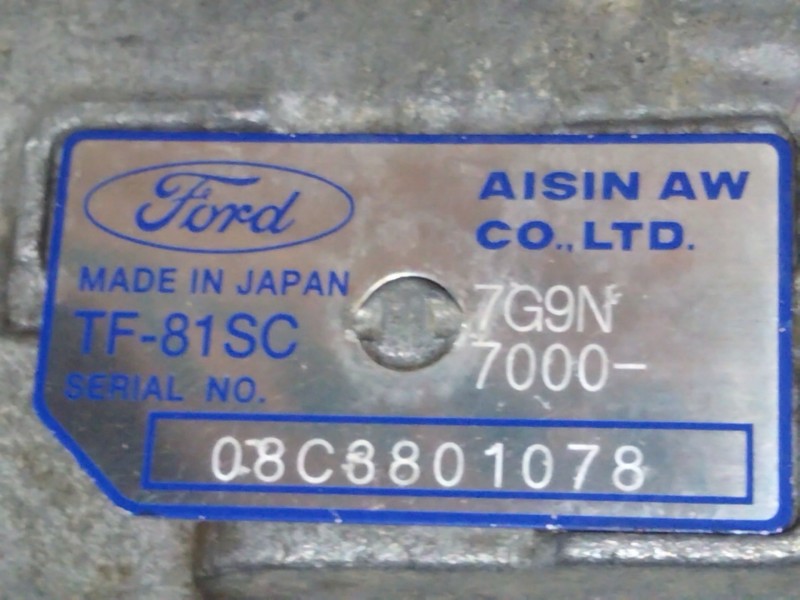 Ford
AISIN AW
CO., LTD.
MADE IN JAPAN
TF-81SC
7G9N
7000-
SERIAL NO.
08C3801078